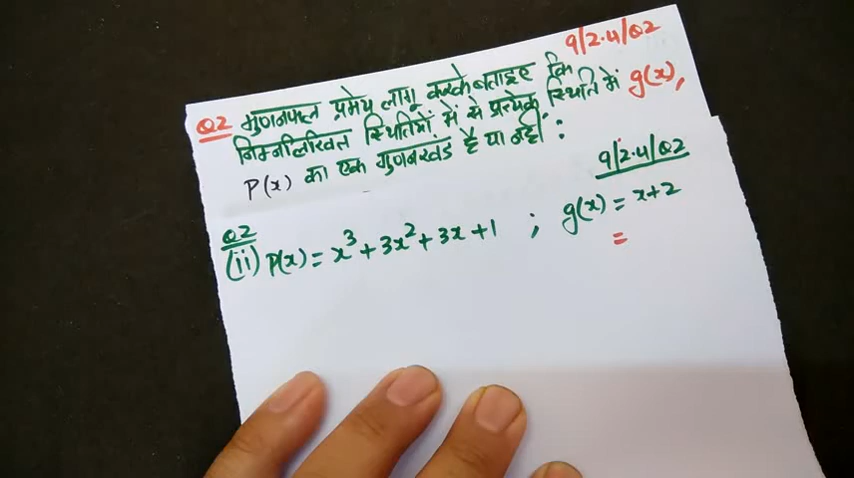 9/2.4/Q2
Q2 गुणनफल प्रमेय लागू करके बताइए कि
निम्नलिखित स्थितियों में से प्रत्येक स्थिति में g(x),
P(x) का एक गुणनखंड है या नहीं :
9/2.4/Q2
Q2
(ii) P(x) = x³ + 3x² + 3x + 1 ; g(x) = x+2
=